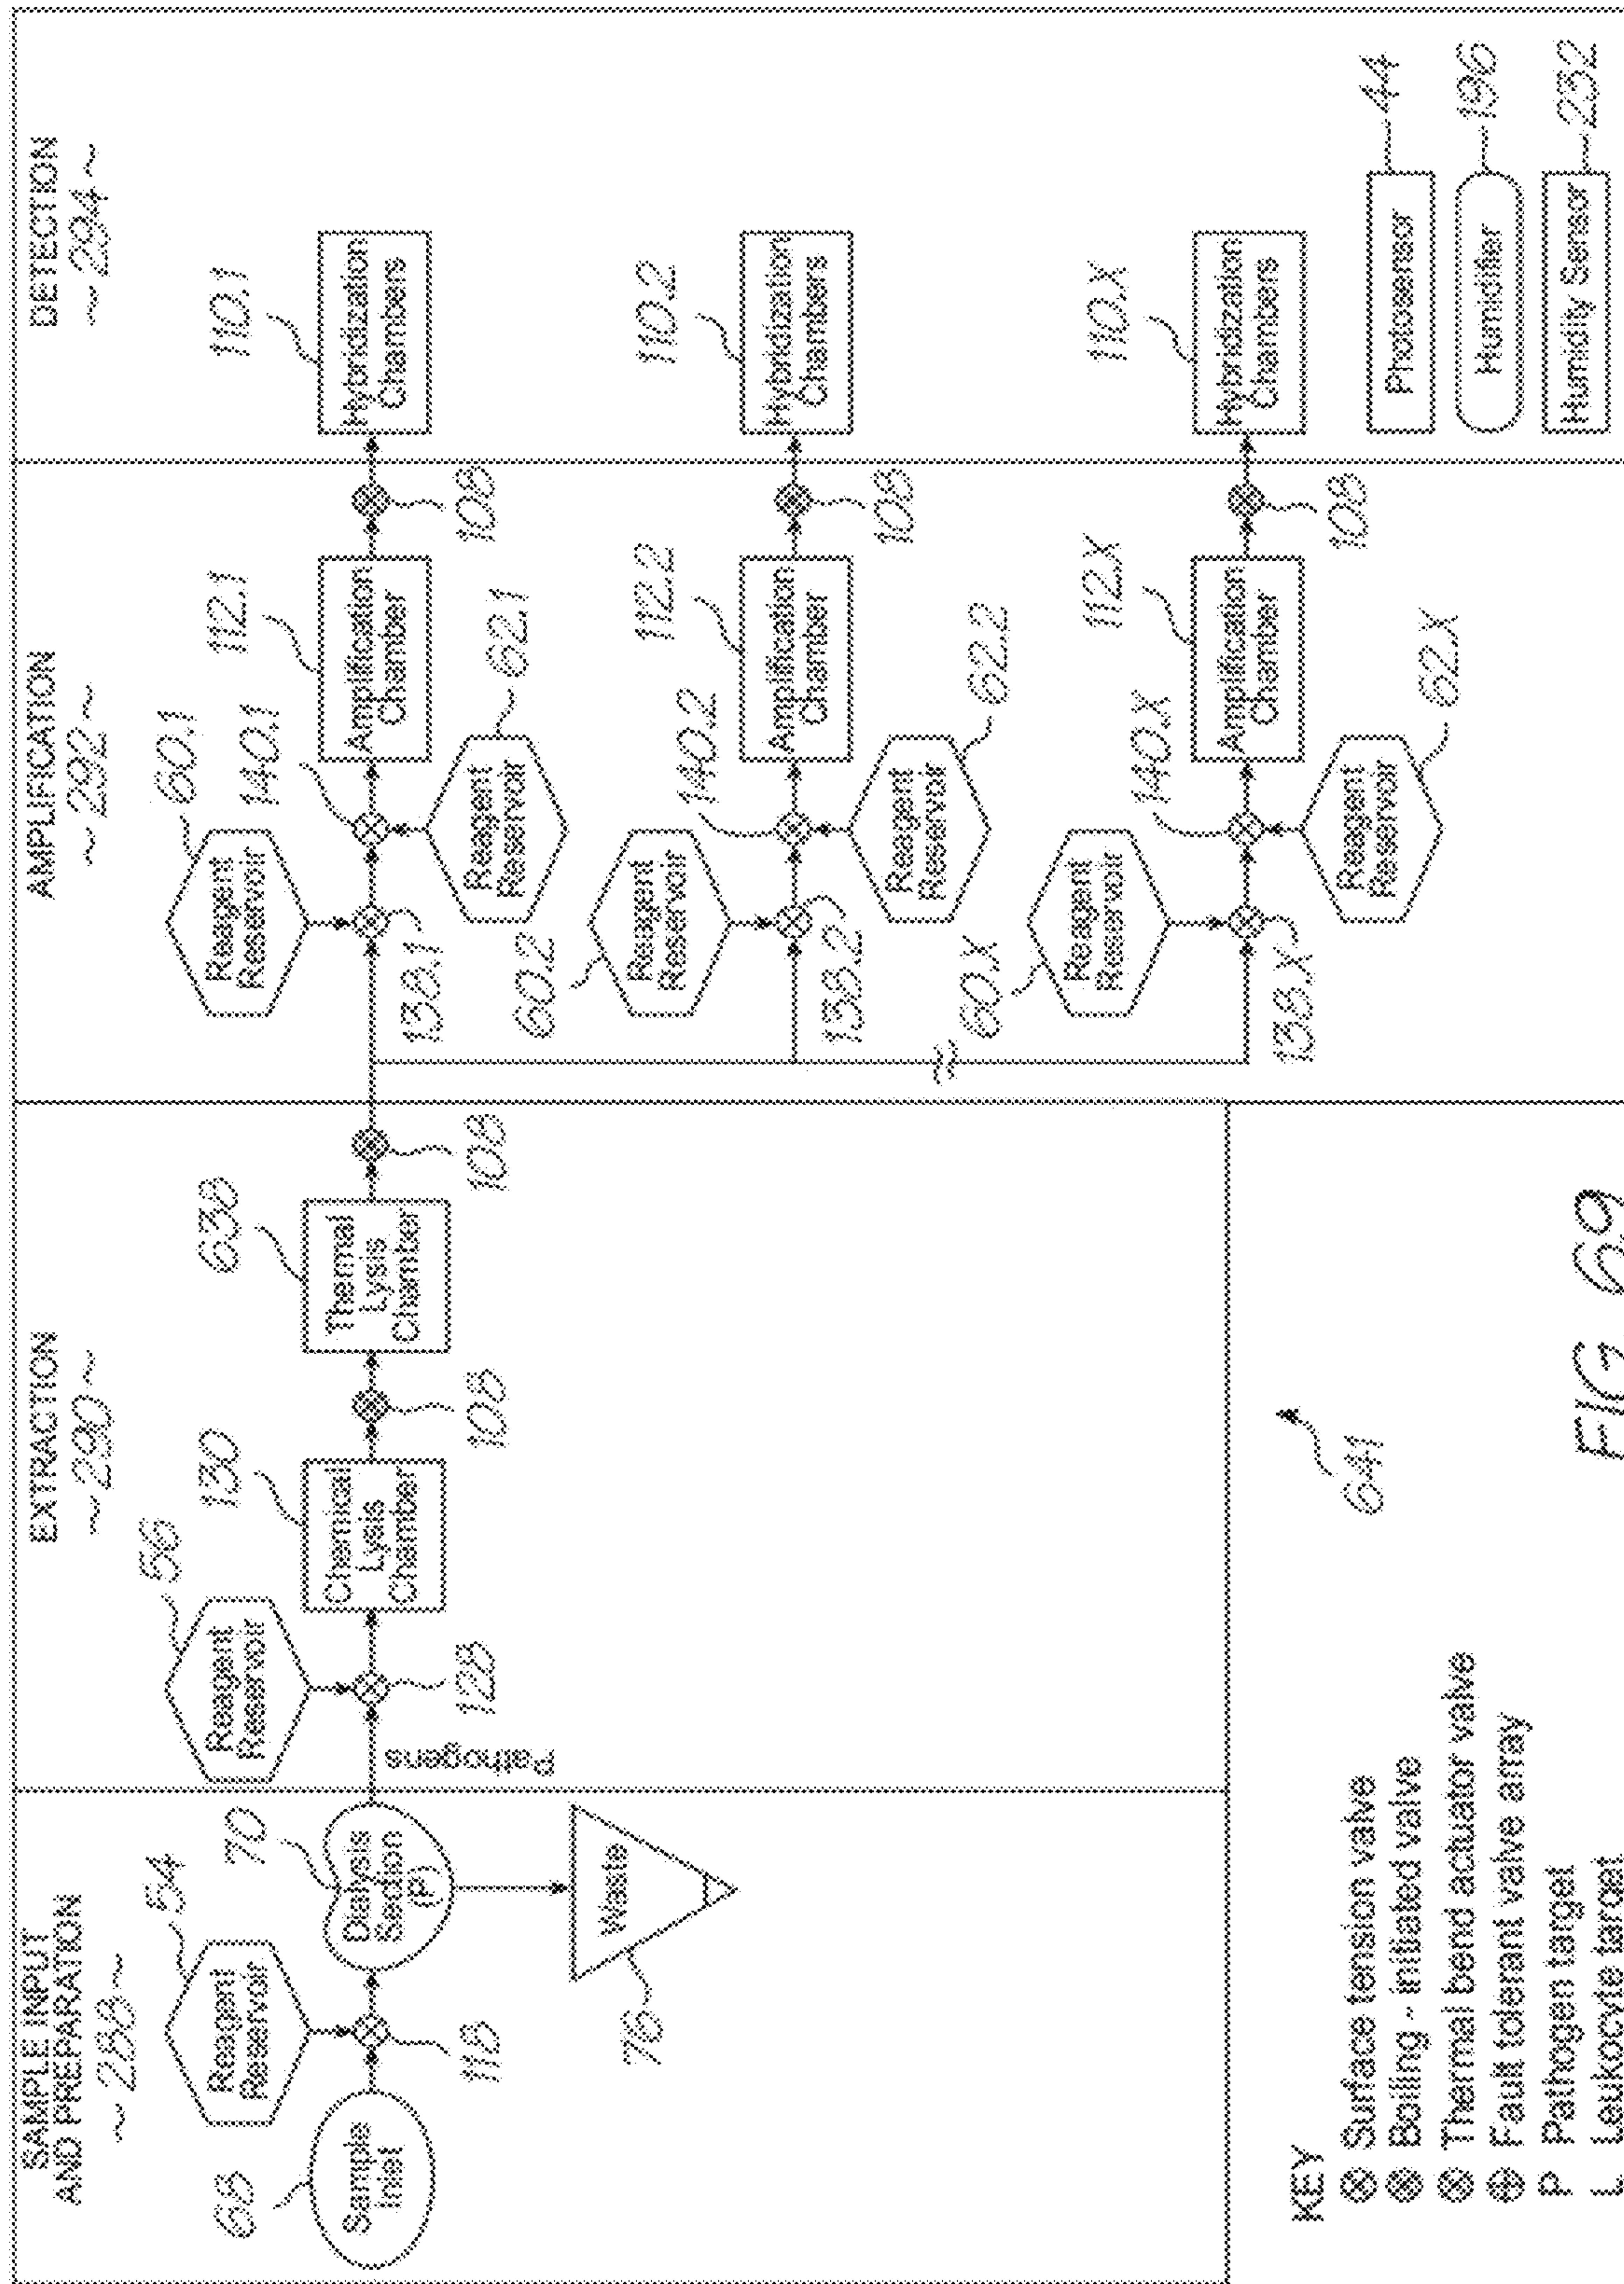 SAMPLE INPUT
AND PREPARATION
~ 288 ~
EXTRACTION
~ 290 ~
AMPLIFICATION
~ 292 ~
DETECTION
~ 294 ~
68
Sample
Inlet
54
Reagent
Reservoir
118
70
Dialysis
Section
(P)
Waste
76
Pathogens
56
Reagent
Reservoir
128
130
Chemical
Lysis
Chamber
108
638
Thermal
Lysis
Chamber
108
60.1
Reagent
Reservoir
138.1
140.1
Reagent
Reservoir
62.1
112.1
Amplification
Chamber
108
110.1
Hybridization
Chambers
60.2
Reagent
Reservoir
138.2
140.2
Reagent
Reservoir
62.2
112.2
Amplification
Chamber
108
110.2
Hybridization
Chambers
60.X
Reagent
Reservoir
138.X
140.X
Reagent
Reservoir
62.X
112.X
Amplification
Chamber
108
110.X
Hybridization
Chambers
Photosensor
44
Humidifier
196
Humidity Sensor
232
641
KEY
Surface tension valve
Boiling - initiated valve
Thermal bend actuator valve
Fault tolerant valve array
P Pathogen target
L Leukocyte target
FIG. 69